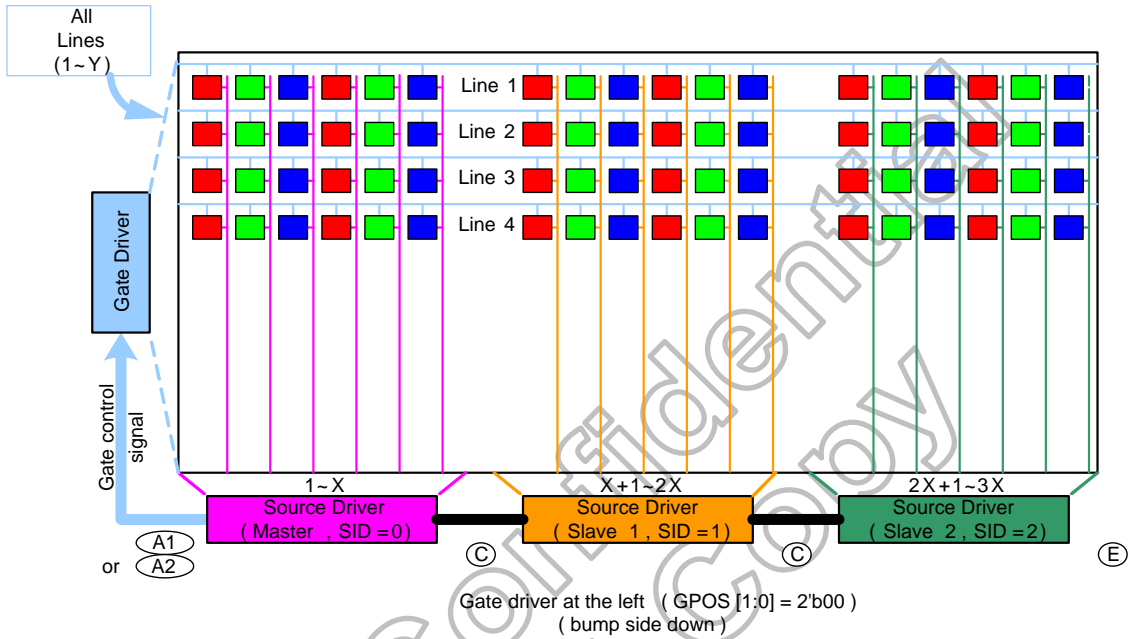 All
Lines
(1~Y)
Line 1
Line 2
Line 3
Line 4
Gate Driver
Gate control
signal
1~X
X+1~2X
2X+1~3X
Source Driver
( Master , SID =0)
Source Driver
( Slave 1 , SID =1)
Source Driver
( Slave 2 , SID =2)
A1
or A2
C
C
E
Gate driver at the left ( GPOS [1:0] = 2'b00 )
( bump side down )
Confidential
Copy